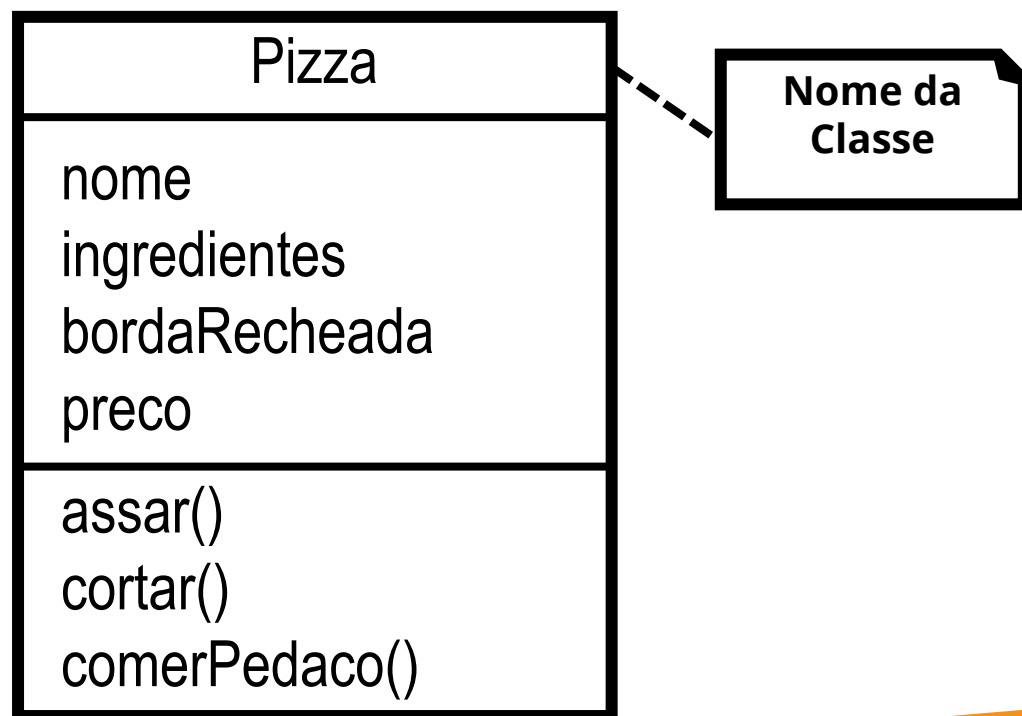 Pizza
Nome da
Classe
nome
ingredientes
bordaRecheada
preco
assar()
cortar()
comerPedaco()